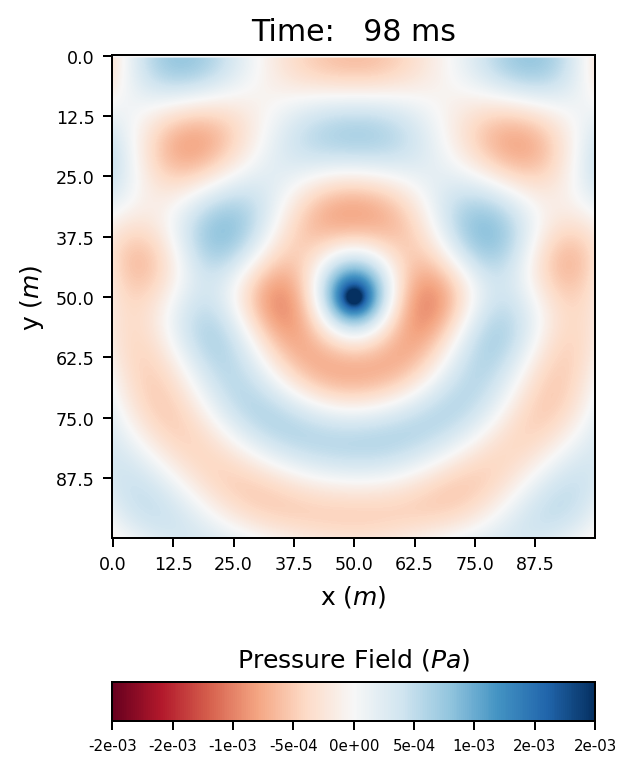 Time: 98 ms
0.0
12.5
25.0
37.5
50.0
62.5
75.0
87.5
y (m)
0.0 12.5 25.0 37.5 50.0 62.5 75.0 87.5
x (m)
Pressure Field (Pa)
-2e-03 -2e-03 -1e-03 -5e-04 0e+00 5e-04 1e-03 2e-03 2e-03